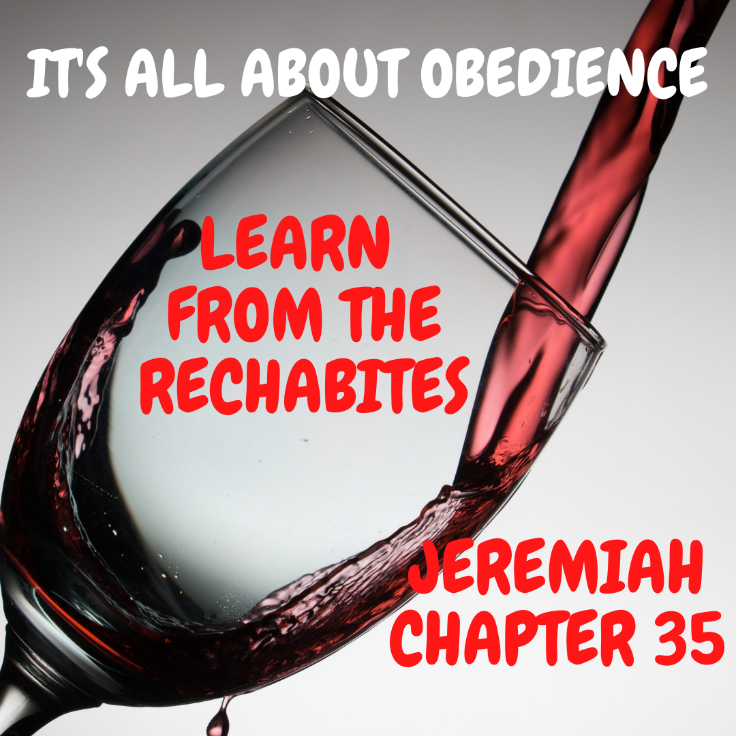 IT'S ALL ABOUT OBEDIENCE
LEARN
FROM THE
RECHABITES
JEREMIAH
CHAPTER 35